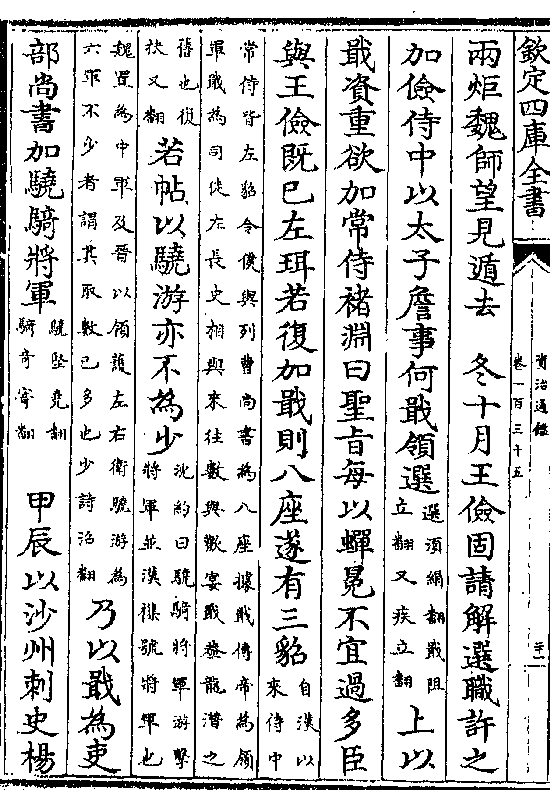 欽定四庫全書
資治通鑑
卷一百三十五
兩炬魏師望見遁去　冬十月王儉固請解選職許之
加儉侍中以太子詹事何戢領選
選須絹翻戢阻
立翻又疾立翻
上以
戢資重欲加常侍褚淵曰聖旨每以蟬冕不宜過多臣
與王儉既已左珥若復加戢則八座遂有三貂
自漢以
來侍中
常侍皆左貂令僕與列曹尚書為八座據戢傳帝為領
軍戢為司徒左長史相與來往數與歡宴戢發龍潛之
舊也復
扶又翻
若帖以驍游亦不為少
沈約曰驍騎將軍游擊
將軍並漢襍號將軍也
魏置為中軍及晉以領護左右衛驍游為
六軍不少者謂其取數已多也少詩沼翻
乃以戢為吏
部尚書加驍騎將軍
驍堅堯翻
騎奇寄翻
甲辰以沙州刺史楊